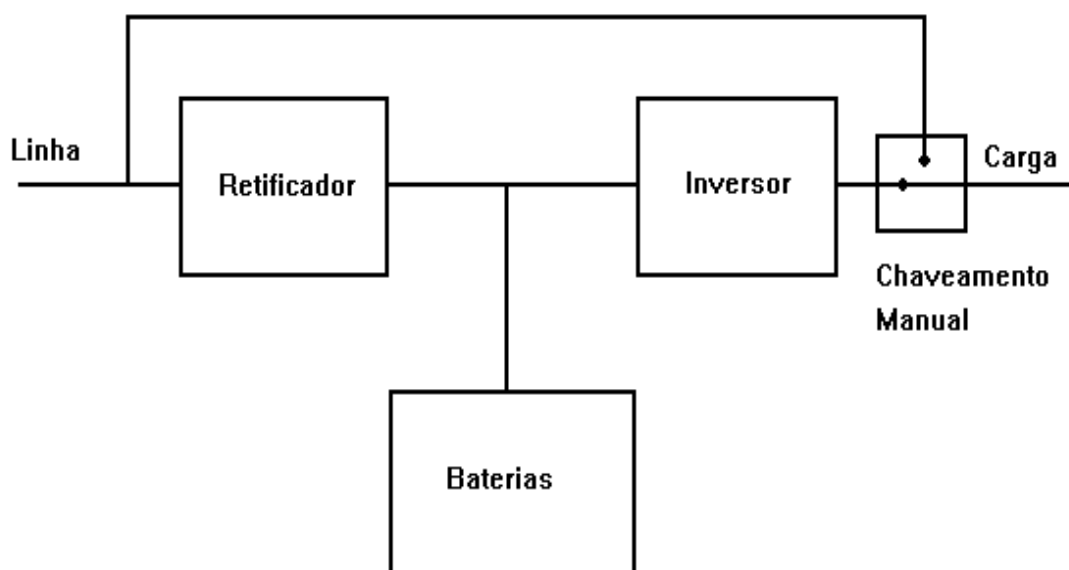 Linha
Retificador
Inversor
Carga
Chaveamento
Manual
Baterias